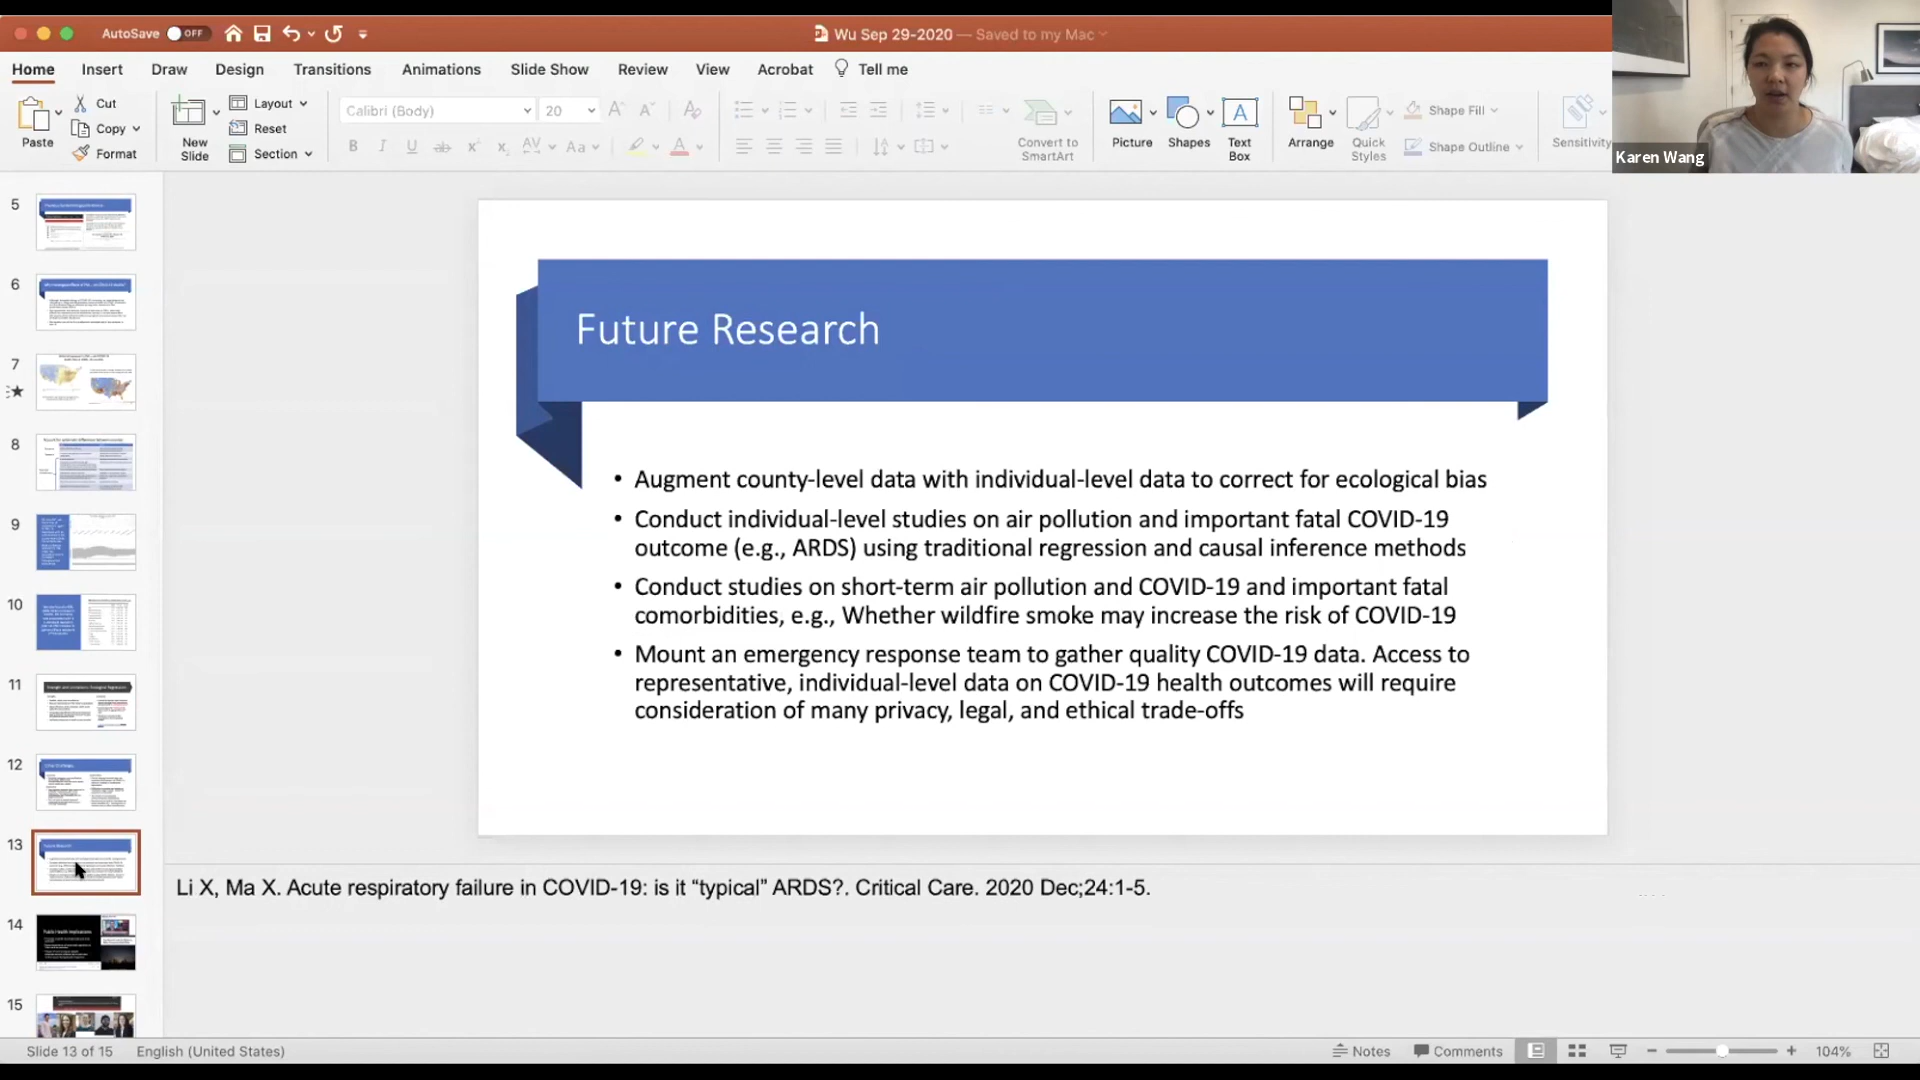 AutoSave OFF
Wu Sep 29-2020 — Saved to my Mac
Home Insert Draw Design Transitions Animations Slide Show Review View Acrobat Tell me
Paste
Cut
Copy
Format
New
Slide
Layout
Reset
Section
Calibri (Body) 20
Convert to
SmartArt
Picture
Shapes
Text
Box
Arrange
Quick
Styles
Shape Fill
Shape Outline
Sensitivity
Karen Wang
5
6
7
8
9
10
11
12
13
14
15
Future Research
• Augment county-level data with individual-level data to correct for ecological bias
• Conduct individual-level studies on air pollution and important fatal COVID-19
outcome (e.g., ARDS) using traditional regression and causal inference methods
• Conduct studies on short-term air pollution and COVID-19 and important fatal
comorbidities, e.g., Whether wildfire smoke may increase the risk of COVID-19
• Mount an emergency response team to gather quality COVID-19 data. Access to
representative, individual-level data on COVID-19 health outcomes will require
consideration of many privacy, legal, and ethical trade-offs
Li X, Ma X. Acute respiratory failure in COVID-19: is it “typical” ARDS?. Critical Care. 2020 Dec;24:1-5.
Slide 13 of 15 English (United States)
Notes Comments 104%